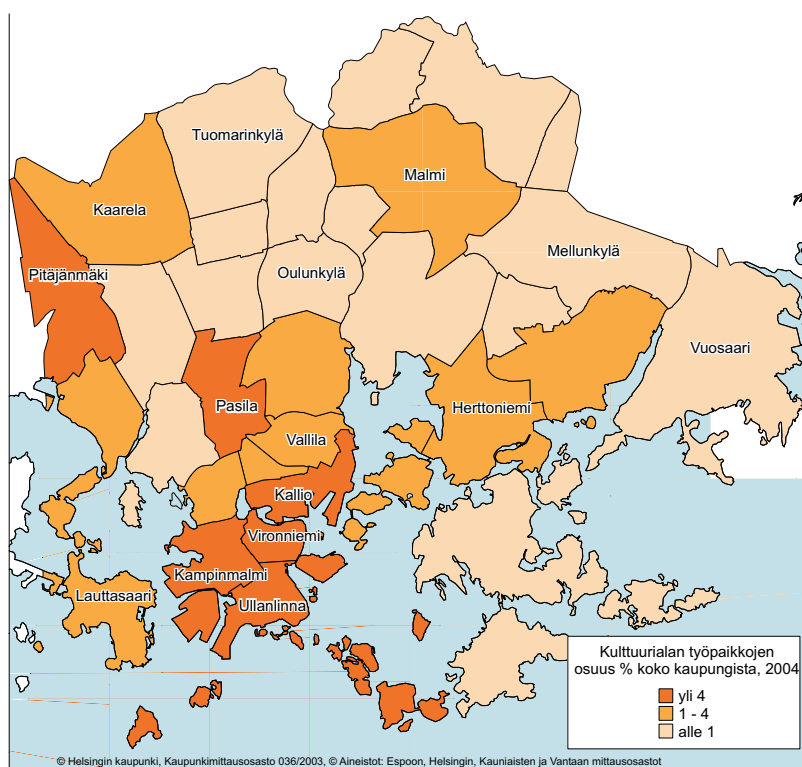 Tuomarinkylä
Malmi
Kaarela
Mellunkylä
Pitäjänmäki
Oulunkylä
Vuosaari
Pasila
Herttoniemi
Vallila
Kallio
Vironniemi
Kampinmalmi
Lauttasaari
Ullanlinna
Kulttuurialan työpaikkojen
osuus % koko kaupungista, 2004
yli 4
1 - 4
alle 1
© Helsingin kaupunki, Kaupunkimittausosasto 036/2003, © Aineistot: Espoon, Helsingin, Kauniaisten ja Vantaan mittausosastot